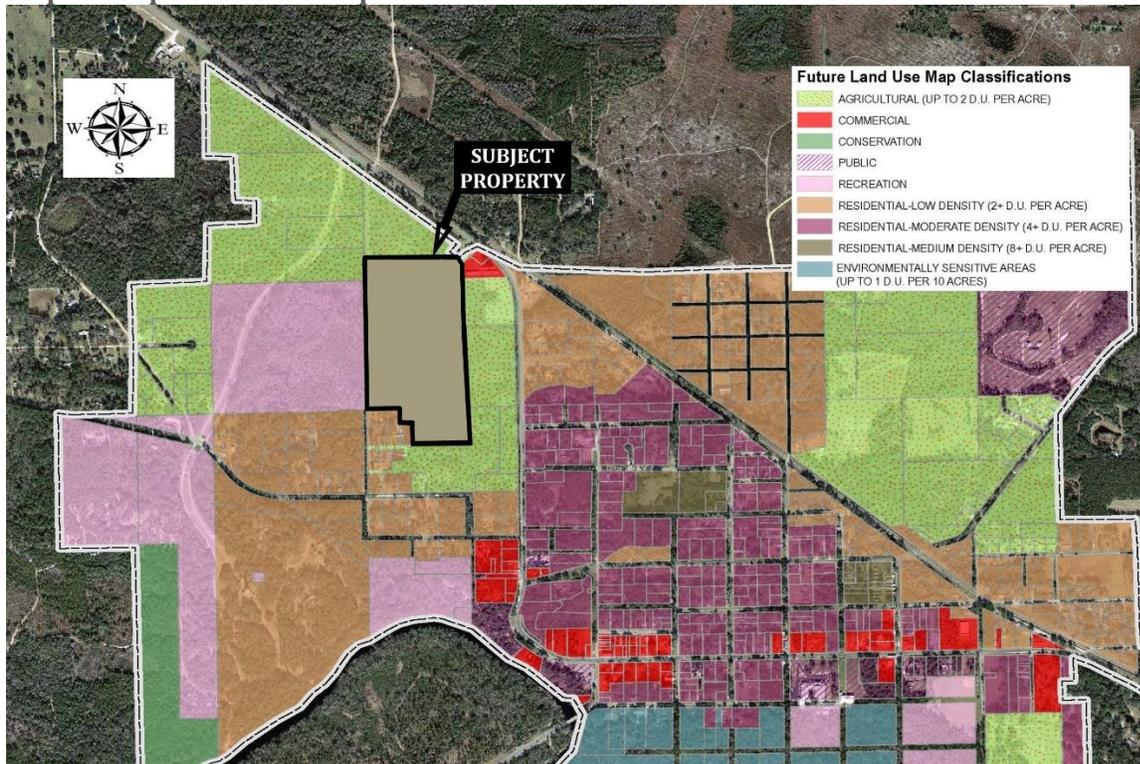 N
W E
S
SUBJECT
PROPERTY
Future Land Use Map Classifications
AGRICULTURAL (UP TO 2 D.U. PER ACRE)
COMMERCIAL
CONSERVATION
PUBLIC
RECREATION
RESIDENTIAL-LOW DENSITY (2+ D.U. PER ACRE)
RESIDENTIAL-MODERATE DENSITY (4+ D.U. PER ACRE)
RESIDENTIAL-MEDIUM DENSITY (8+ D.U. PER ACRE)
ENVIRONMENTALLY SENSITIVE AREAS
(UP TO 1 D.U. PER 10 ACRES)